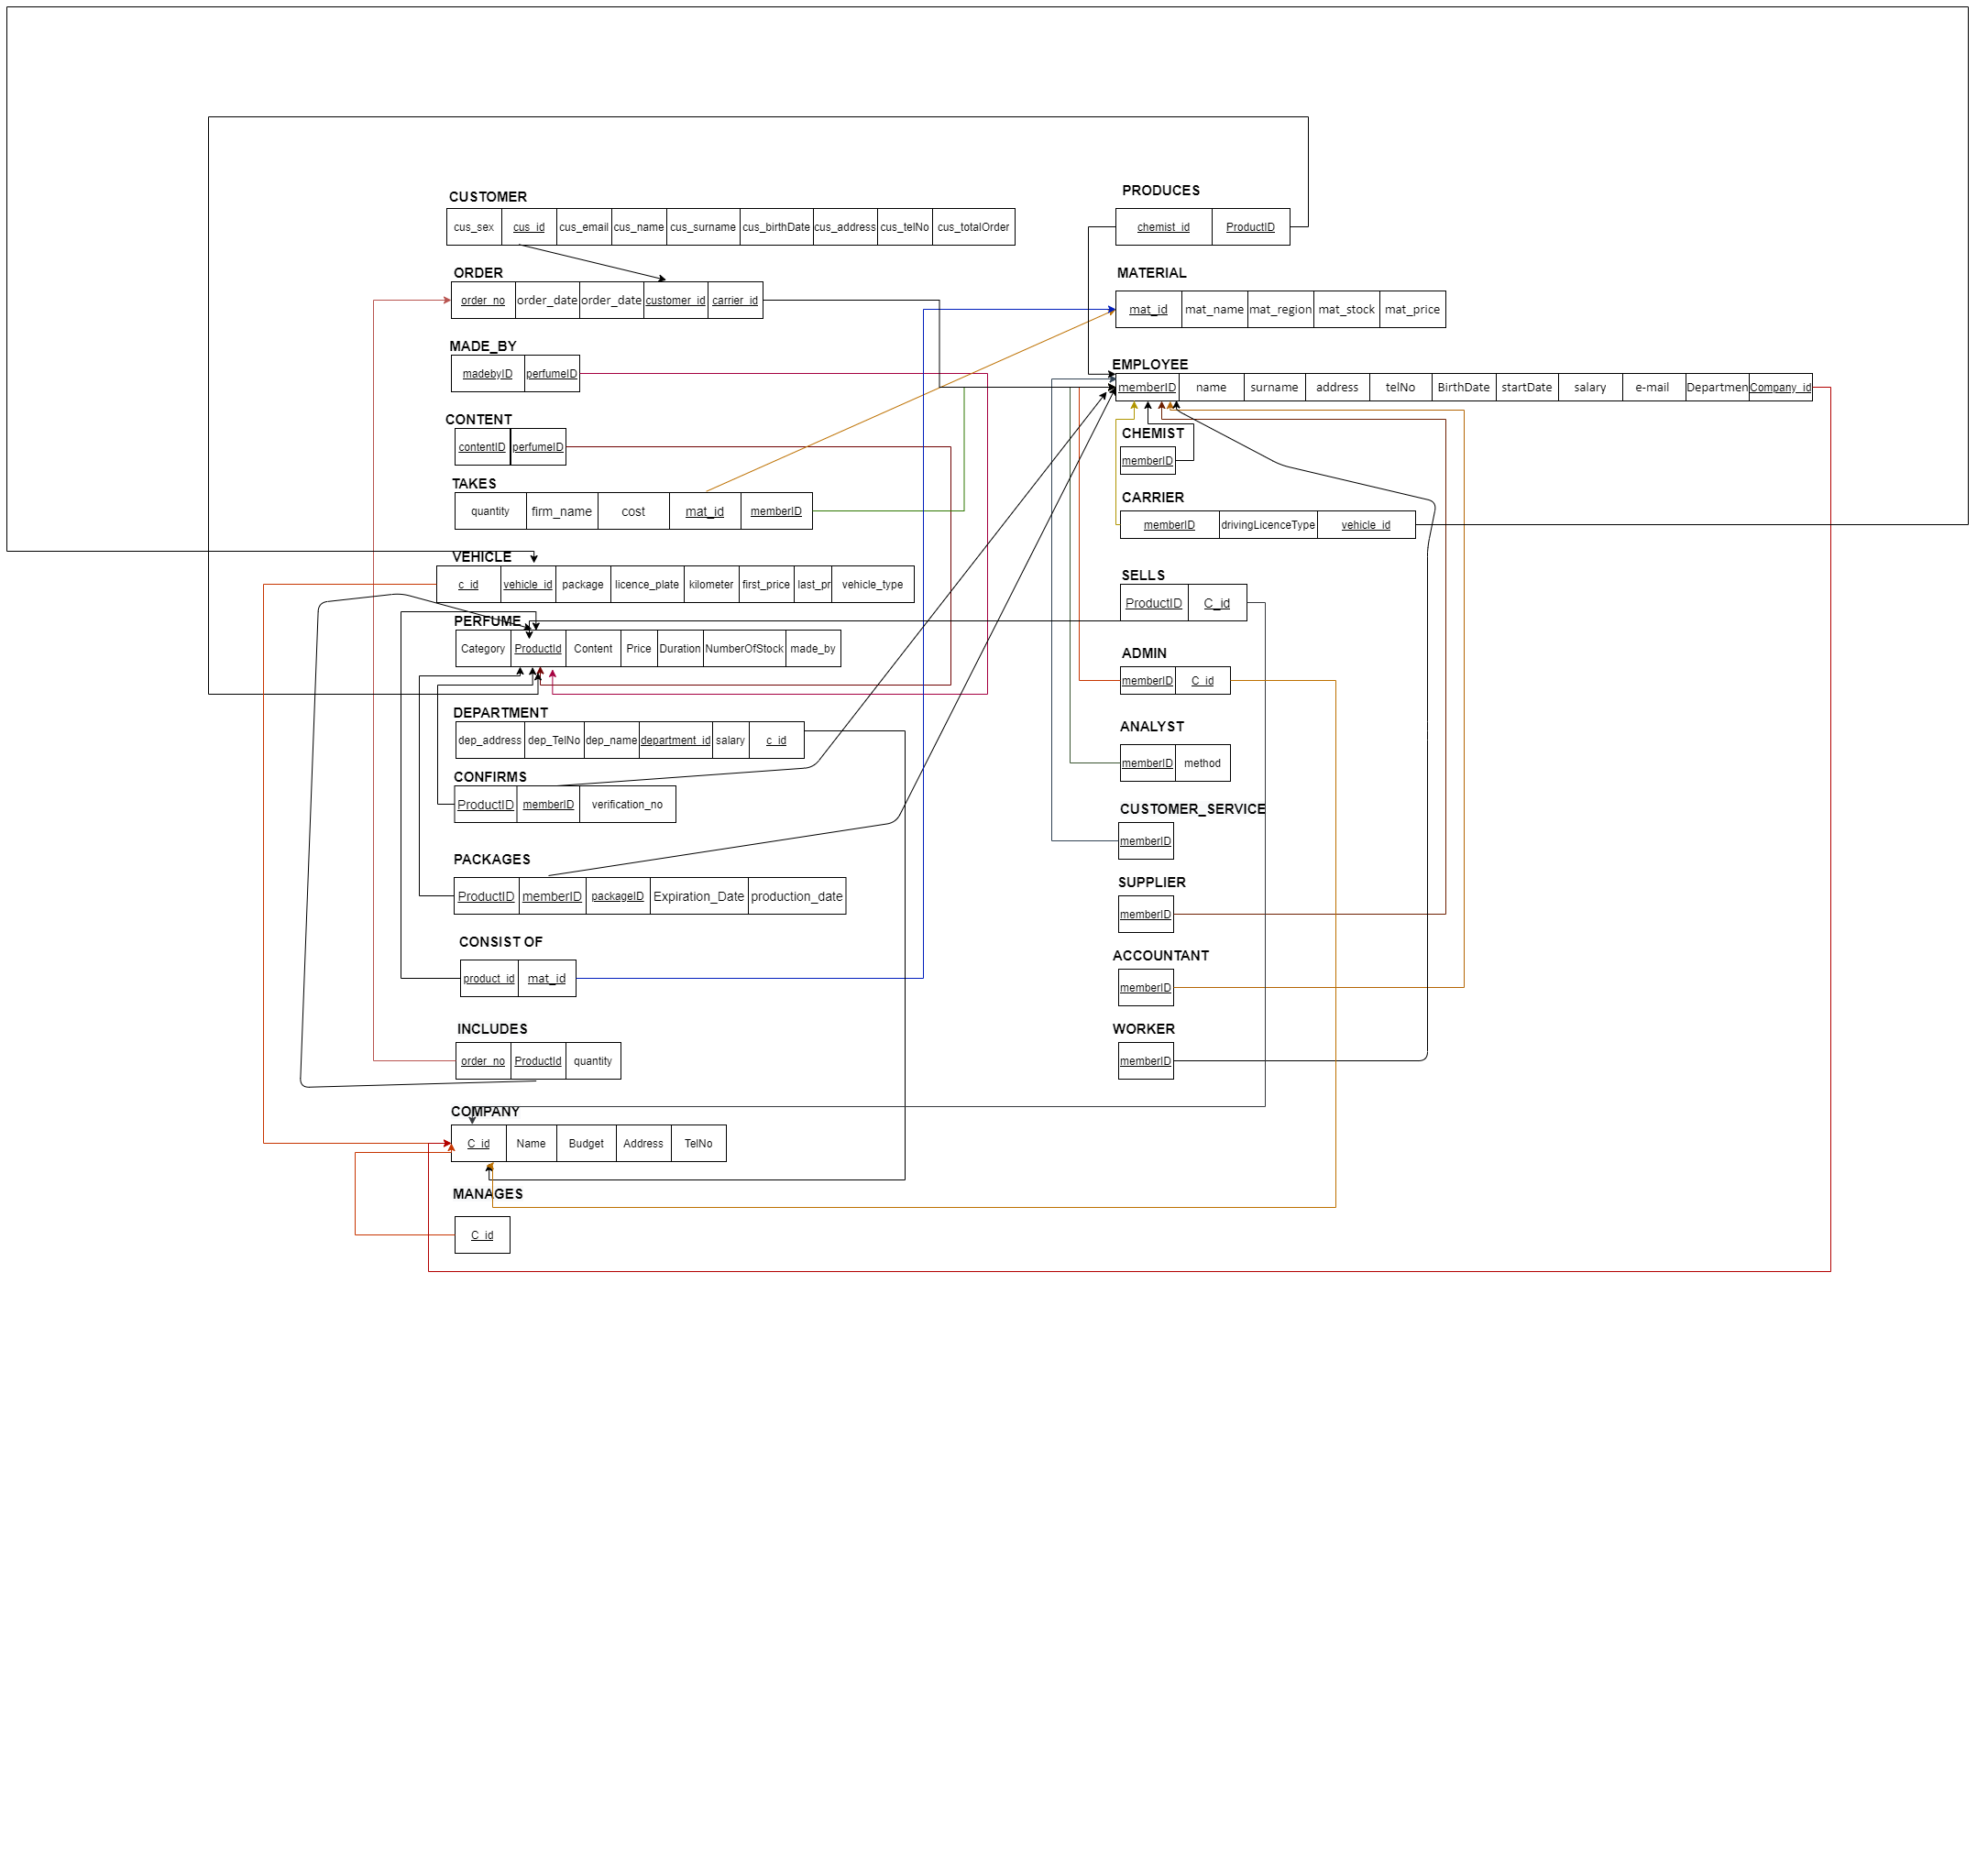 CUSTOMER
cus_sex cus_id cus_email cus_name cus_surname cus_birthDate cus_address cus_telNo cus_totalOrder
ORDER
order_no order_date order_date customer_id carrier_id
MADE_BY
madebyID perfumeID
CONTENT
contentID perfumeID
TAKES
quantity firm_name cost mat_id memberID
VEHICLE
c_id vehicle_id package licence_plate kilometer first_price last_pr vehicle_type
PERFUME
Category ProductId Content Price Duration NumberOfStock made_by
DEPARTMENT
dep_address dep_TelNo dep_name department_id salary c_id
CONFIRMS
ProductID memberID verification_no
PACKAGES
ProductID memberID packageID Expiration_Date production_date
CONSIST OF
product_id mat_id
INCLUDES
order_no ProductId quantity
COMPANY
C_id Name Budget Address TelNo
MANAGES
C_id
PRODUCES
chemist_id ProductID
MATERIAL
mat_id mat_name mat_region mat_stock mat_price
EMPLOYEE
memberID name surname address telNo BirthDate startDate salary e-mail Departmen Company_id
CHEMIST
memberID
CARRIER
memberID drivingLicenceType vehicle_id
SELLS
ProductID C_id
ADMIN
memberID C_id
ANALYST
memberID method
CUSTOMER_SERVICE
memberID
SUPPLIER
memberID
ACCOUNTANT
memberID
WORKER
memberID